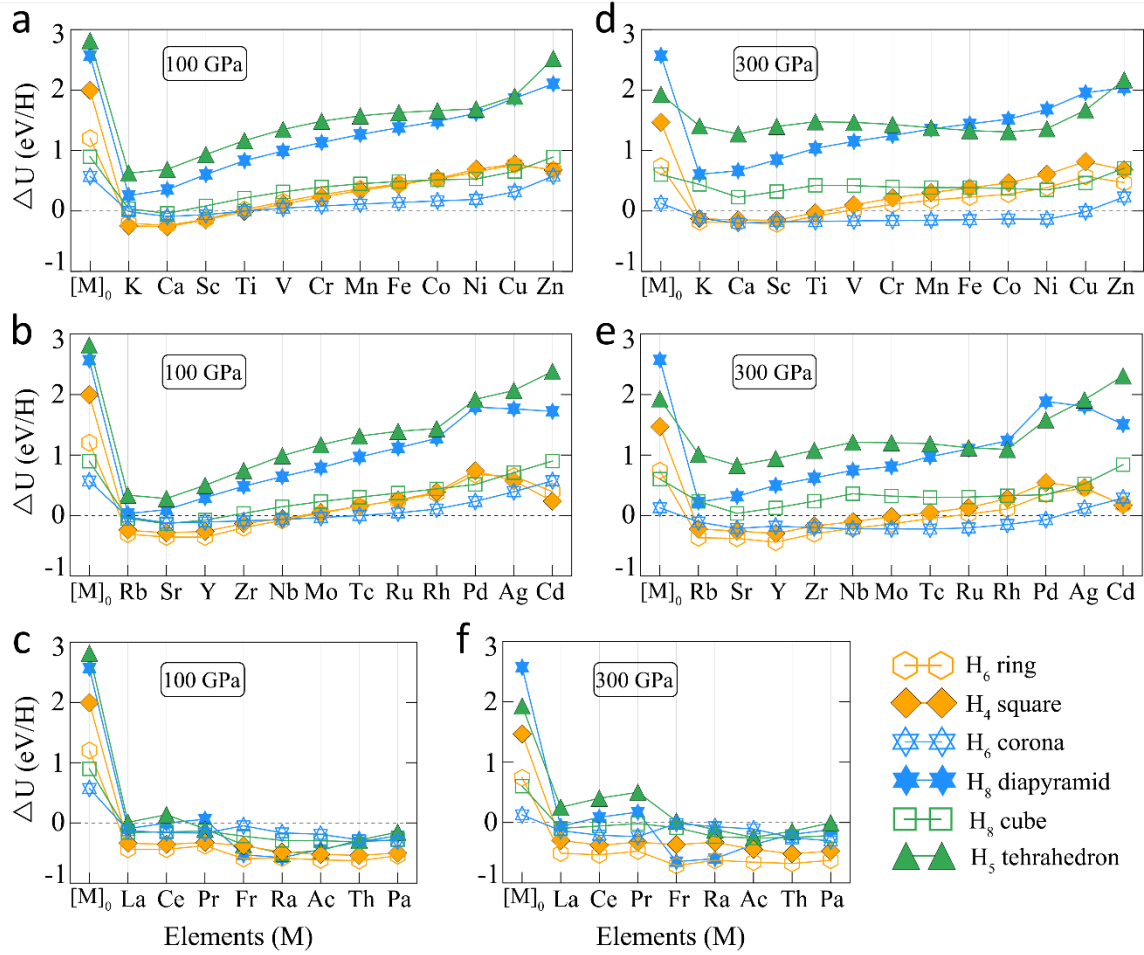 a
3
2
1
0
-1
△U (eV/H)
100 GPa
[M]₀ K Ca Sc Ti V Cr Mn Fe Co Ni Cu Zn
d
3
2
1
0
-1
△U (eV/H)
300 GPa
[M]₀ K Ca Sc Ti V Cr Mn Fe Co Ni Cu Zn
b
3
2
1
0
-1
△U (eV/H)
100 GPa
[M]₀ Rb Sr Y Zr Nb Mo Tc Ru Rh Pd Ag Cd
e
3
2
1
0
-1
△U (eV/H)
300 GPa
[M]₀ Rb Sr Y Zr Nb Mo Tc Ru Rh Pd Ag Cd
c
3
2
1
0
-1
△U (eV/H)
100 GPa
[M]₀ La Ce Pr Fr Ra Ac Th Pa
Elements (M)
f
3
2
1
0
-1
300 GPa
[M]₀ La Ce Pr Fr Ra Ac Th Pa
Elements (M)
H₆ ring
H₄ square
H₆ corona
H₈ diapyramid
H₈ cube
H₅ tehrahedron